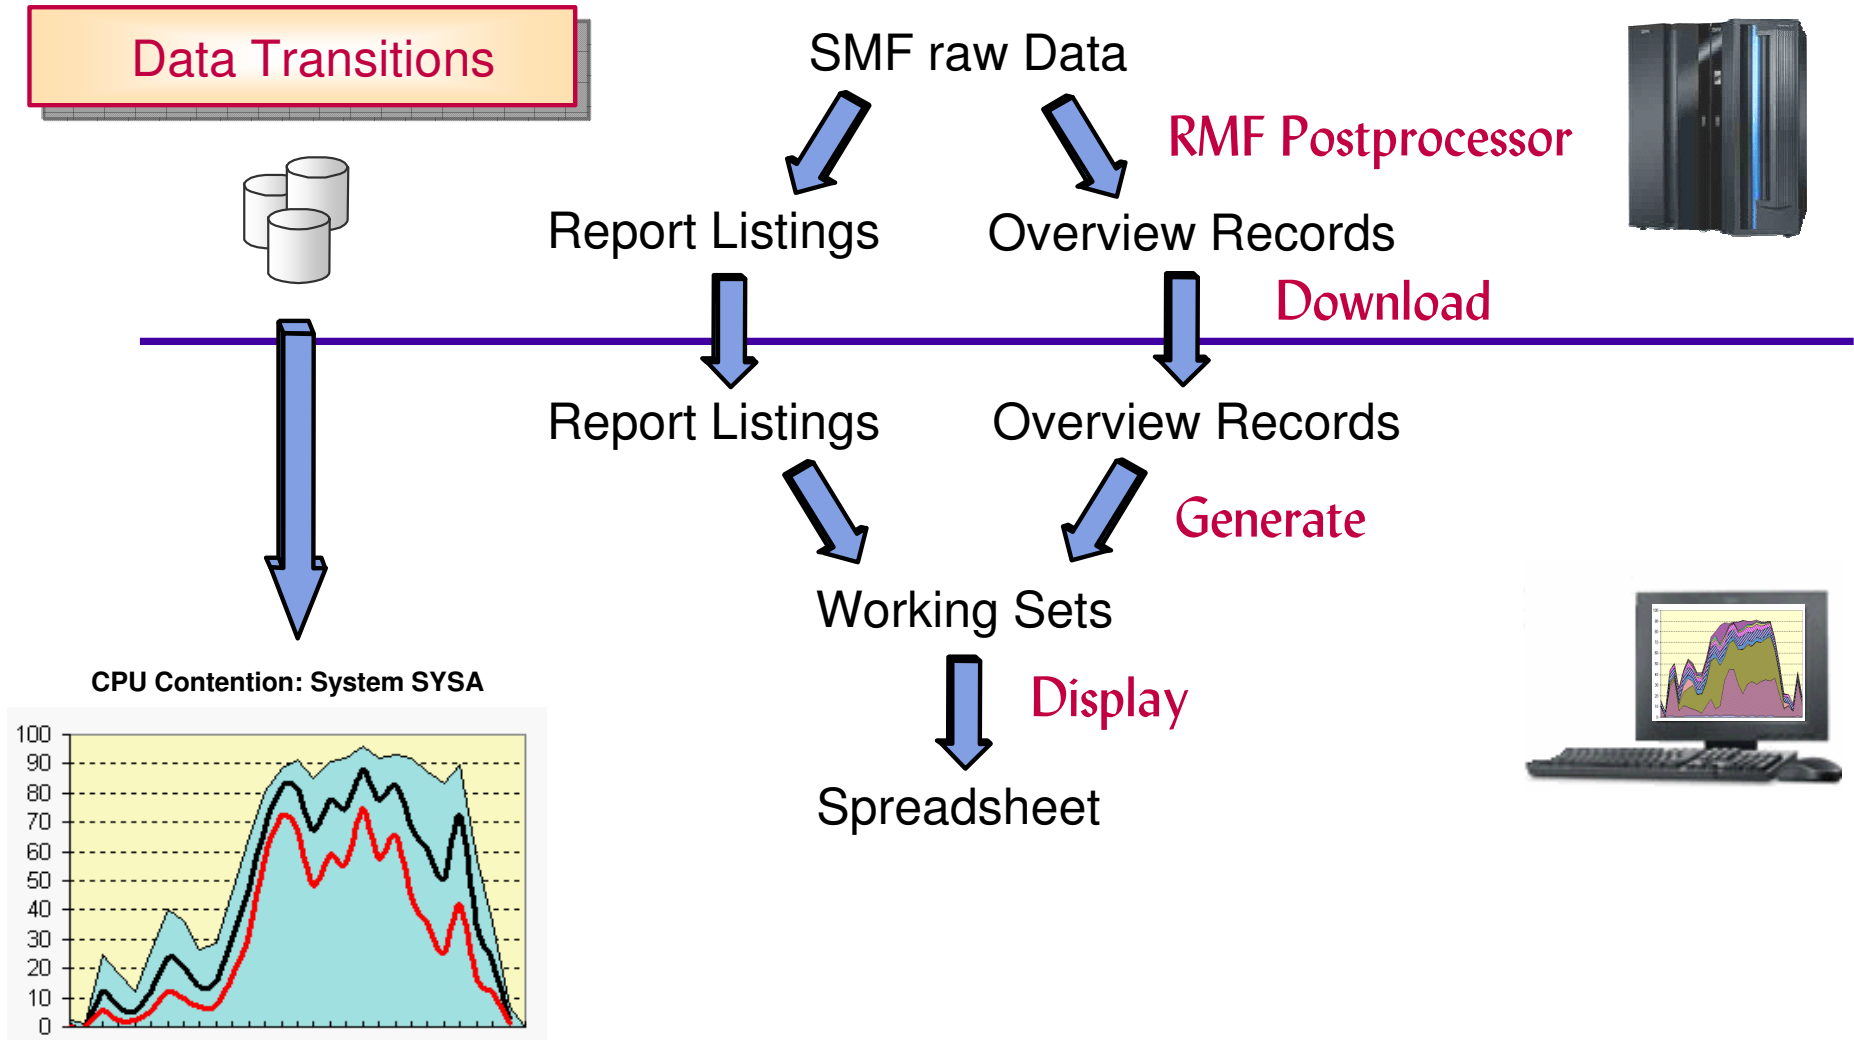 Data Transitions
SMF raw Data
RMF Postprocessor
Report Listings
Overview Records
Download
Report Listings
Overview Records
Generate
Working Sets
Display
Spreadsheet
CPU Contention: System SYSA
100
90
80
70
60
50
40
30
20
10
0